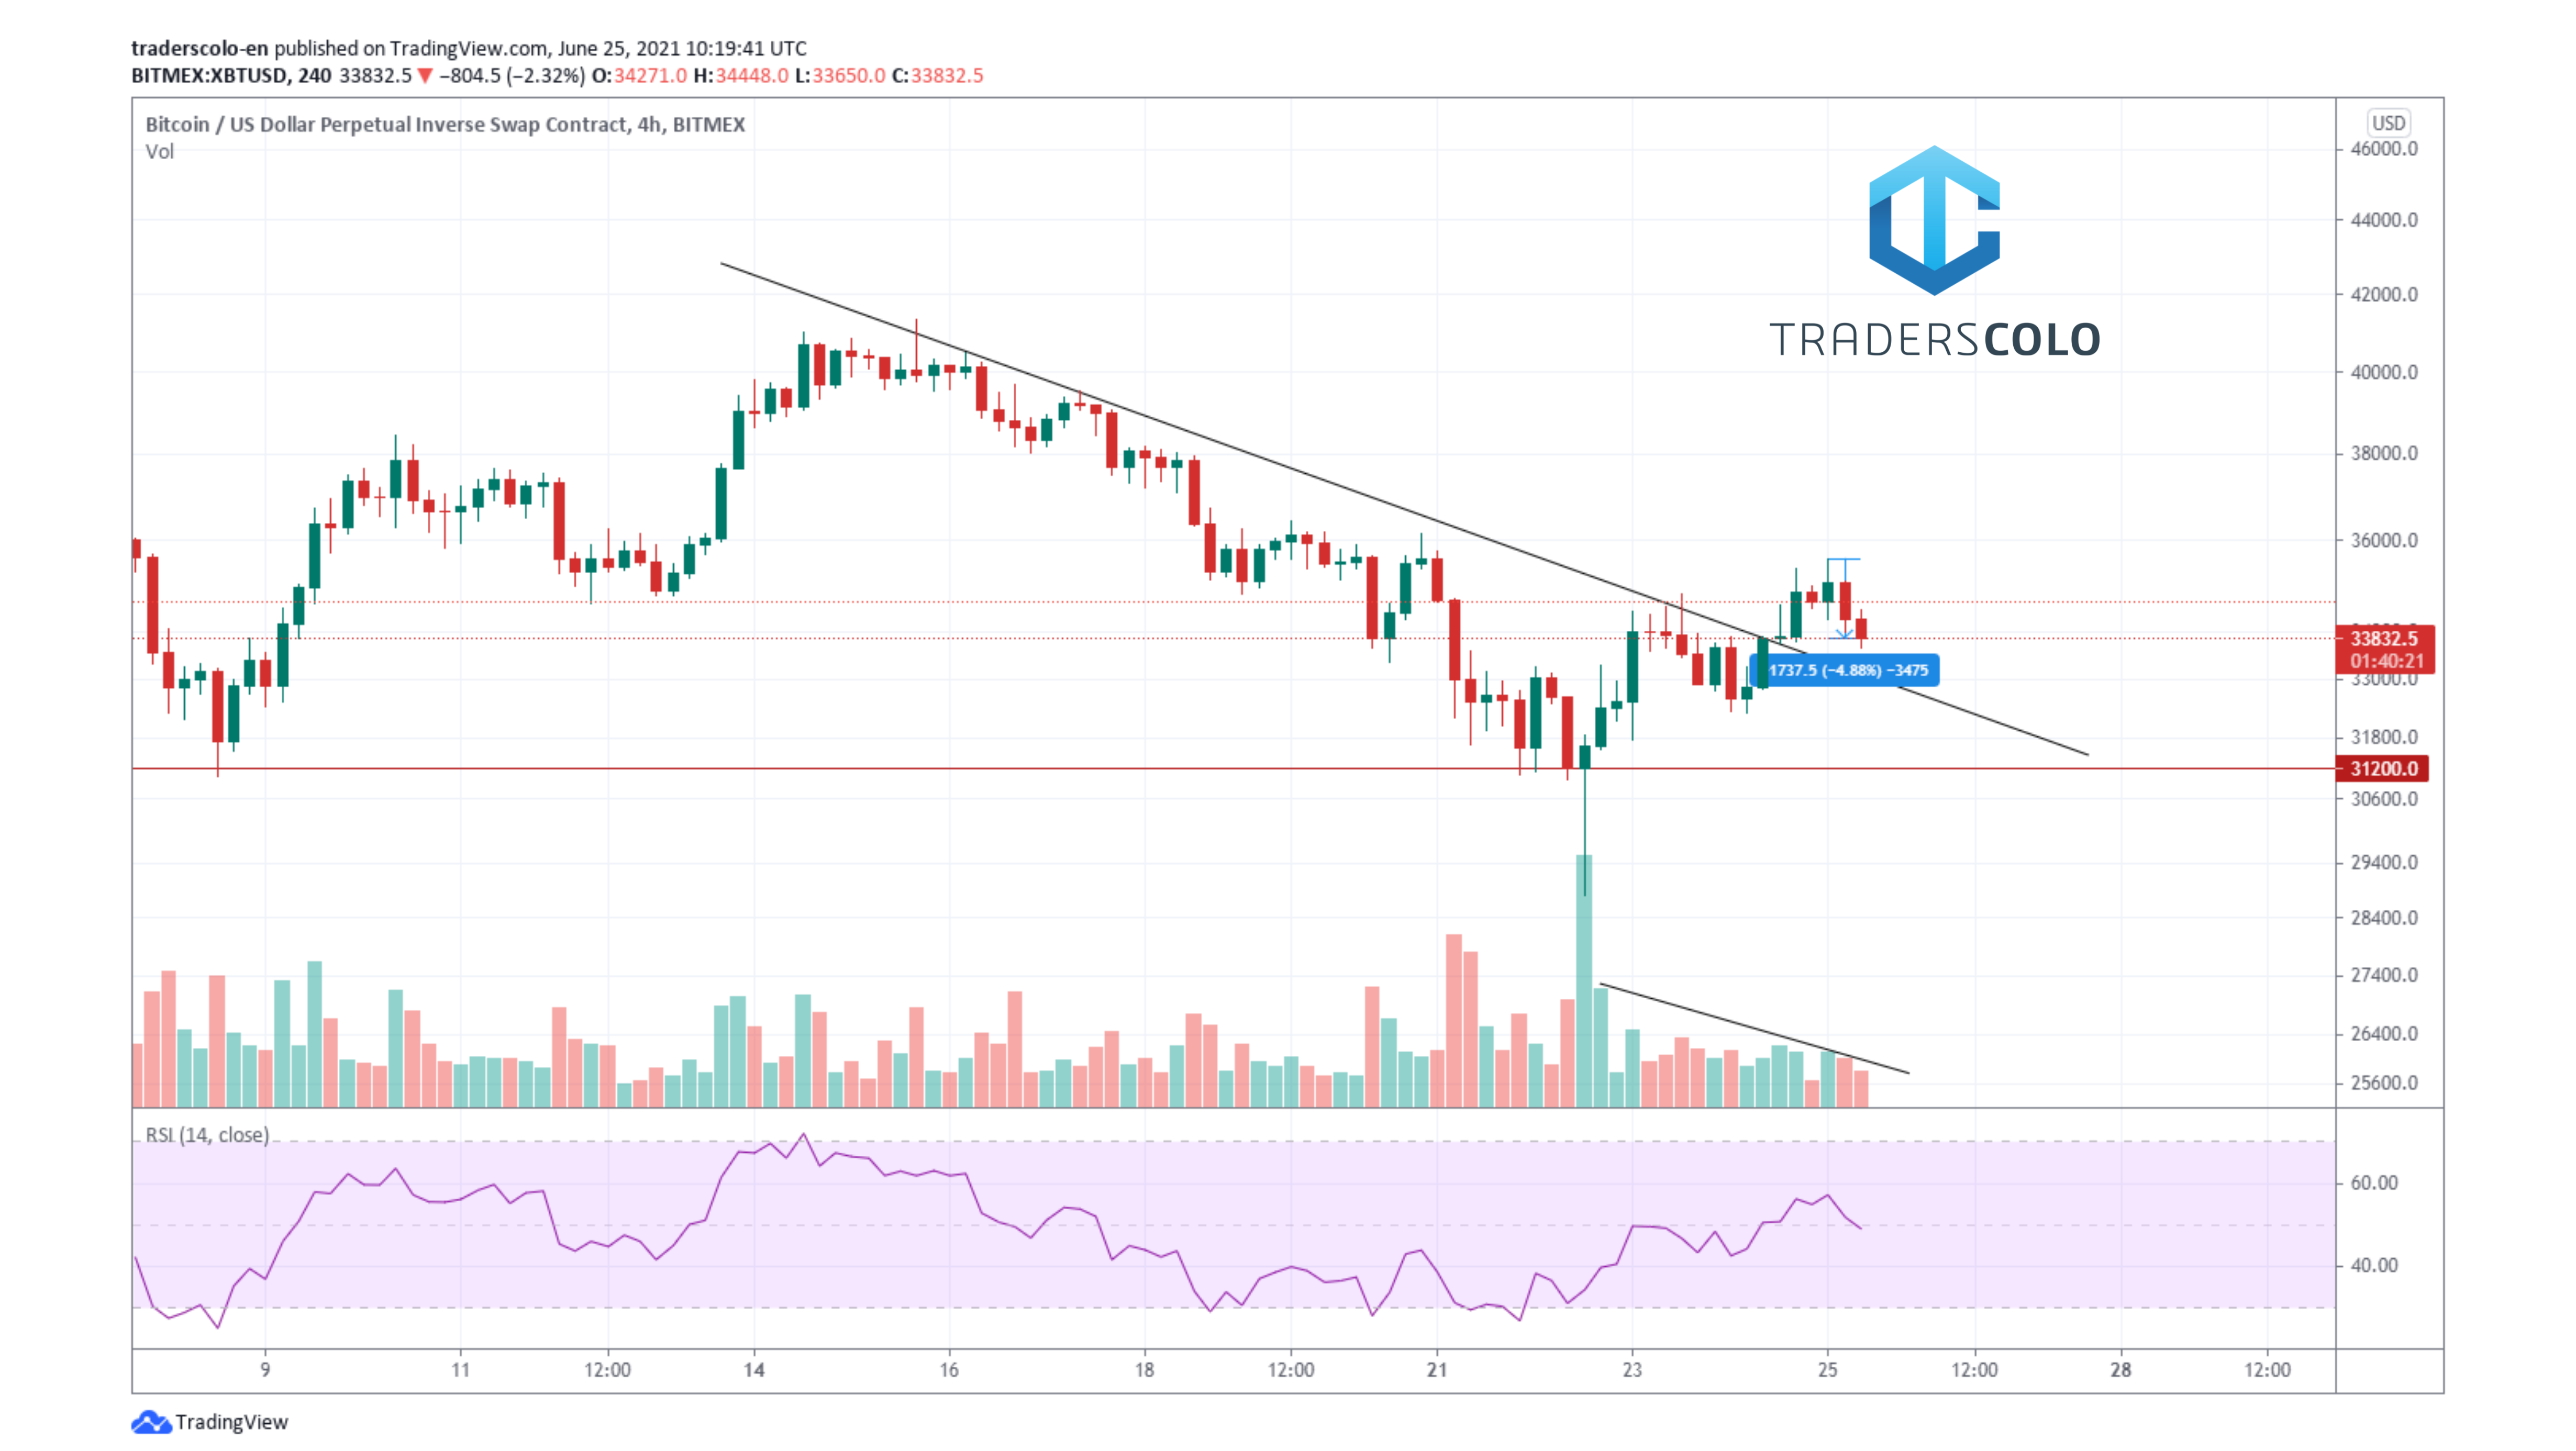 traderscolo-en published on TradingView.com, June 25, 2021 10:19:41 UTC
BITMEX:XBTUSD, 240 33832.5 ▼ −804.5 (−2.32%) O:34271.0 H:34448.0 L:33650.0 C:33832.5
Bitcoin / US Dollar Perpetual Inverse Swap Contract, 4h, BITMEX
Vol
USD
46000.0
44000.0
42000.0
TRADERSCOLO
40000.0
38000.0
36000.0
33832.5
01:40:21
1737.5 (−4.88%) −3475
33000.0
31800.0
31200.0
30600.0
29400.0
28400.0
27400.0
26400.0
25600.0
RSI (14, close)
60.00
40.00
9 11 12:00 14 16 18 12:00 21 23 25 12:00 28 12:00
TradingView